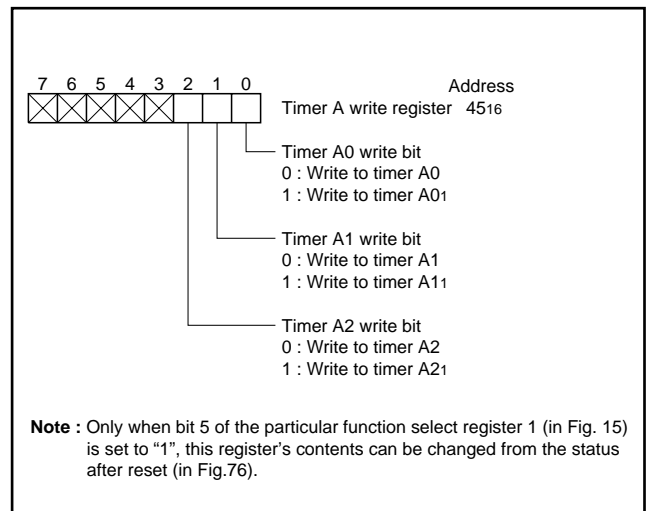 7 6 5 4 3 2 1 0
Address
Timer A write register 4516
Timer A0 write bit
0 : Write to timer A0
1 : Write to timer A01
Timer A1 write bit
0 : Write to timer A1
1 : Write to timer A11
Timer A2 write bit
0 : Write to timer A2
1 : Write to timer A21
Note : Only when bit 5 of the particular function select register 1 (in Fig. 15)
is set to “1”, this register’s contents can be changed from the status
after reset (in Fig.76).